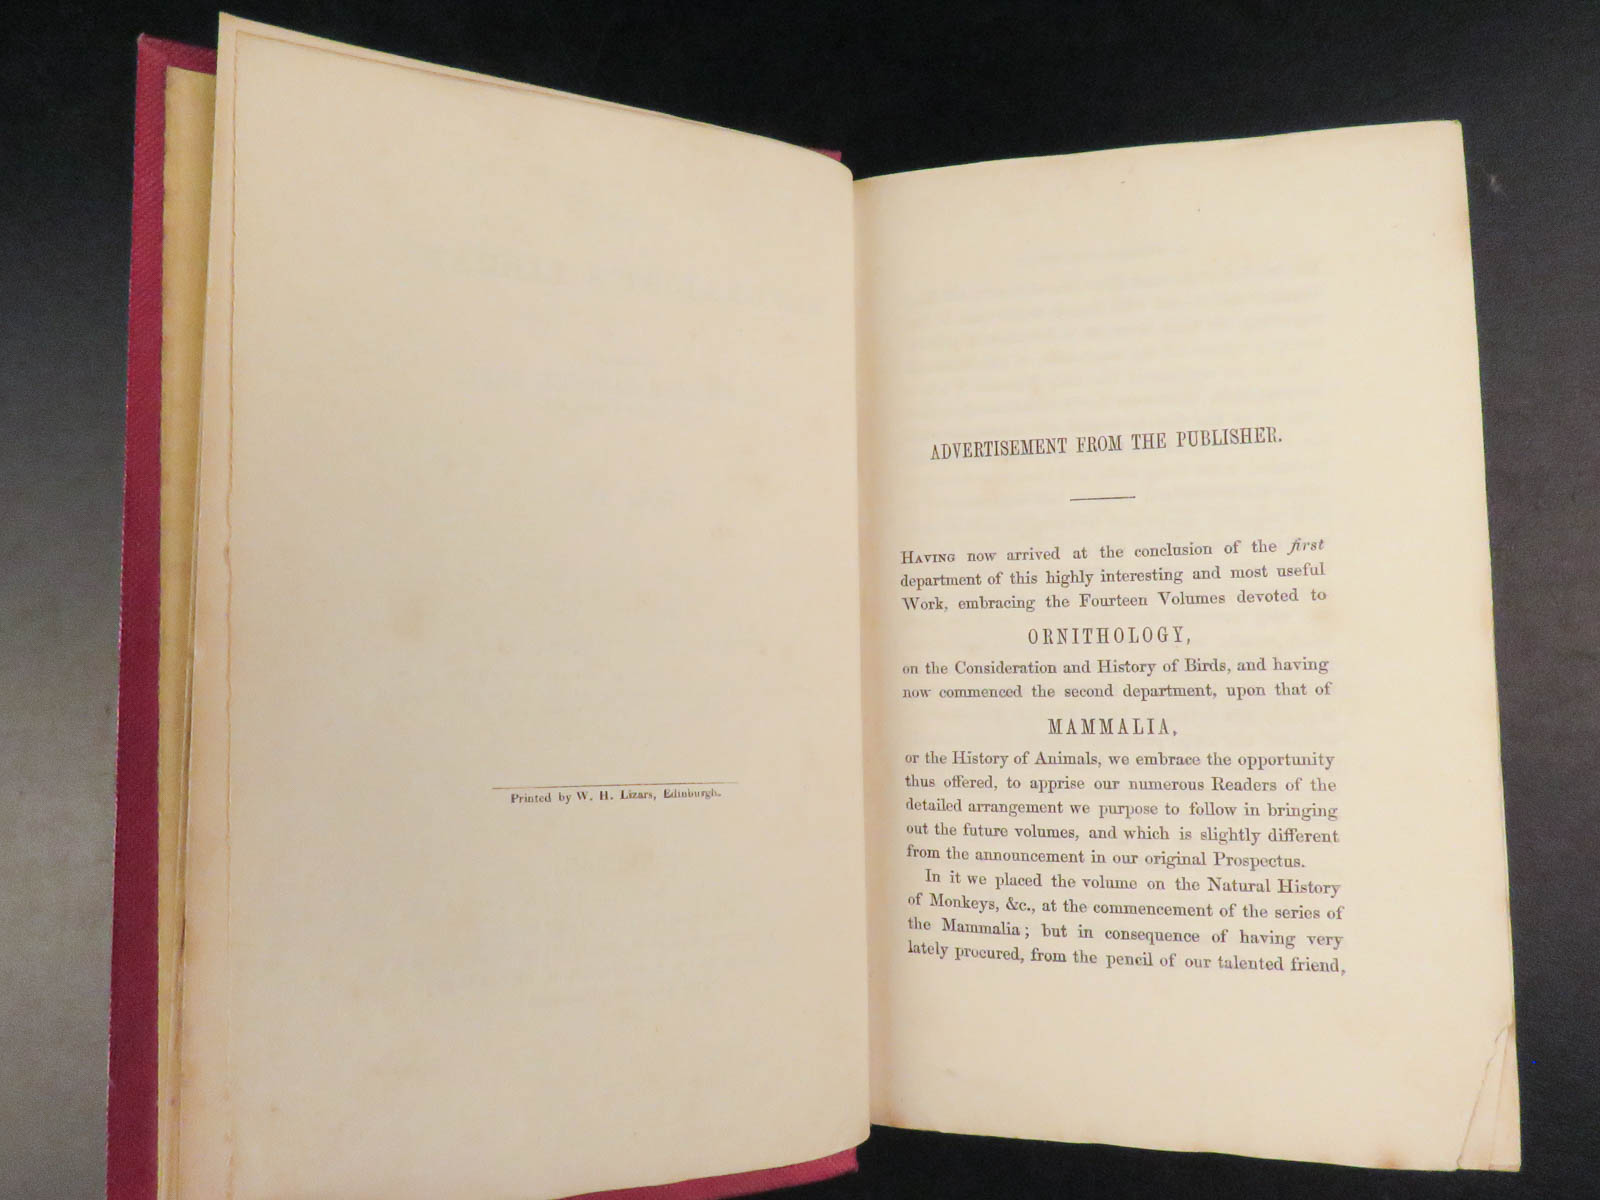 Printed by W. H. Lizars, Edinburgh.
ADVERTISEMENT FROM THE PUBLISHER.
HAVING now arrived at the conclusion of the first
department of this highly interesting and most useful
Work, embracing the Fourteen Volumes devoted to
ORNITHOLOGY,
on the Consideration and History of Birds, and having
now commenced the second department, upon that of
MAMMALIA,
or the History of Animals, we embrace the opportunity
thus offered, to apprise our numerous Readers of the
detailed arrangement we purpose to follow in bringing
out the future volumes, and which is slightly different
from the announcement in our original Prospectus.
In it we placed the volume on the Natural History
of Monkeys, &c., at the commencement of the series of
the Mammalia; but in consequence of having very
lately procured, from the pencil of our talented friend,